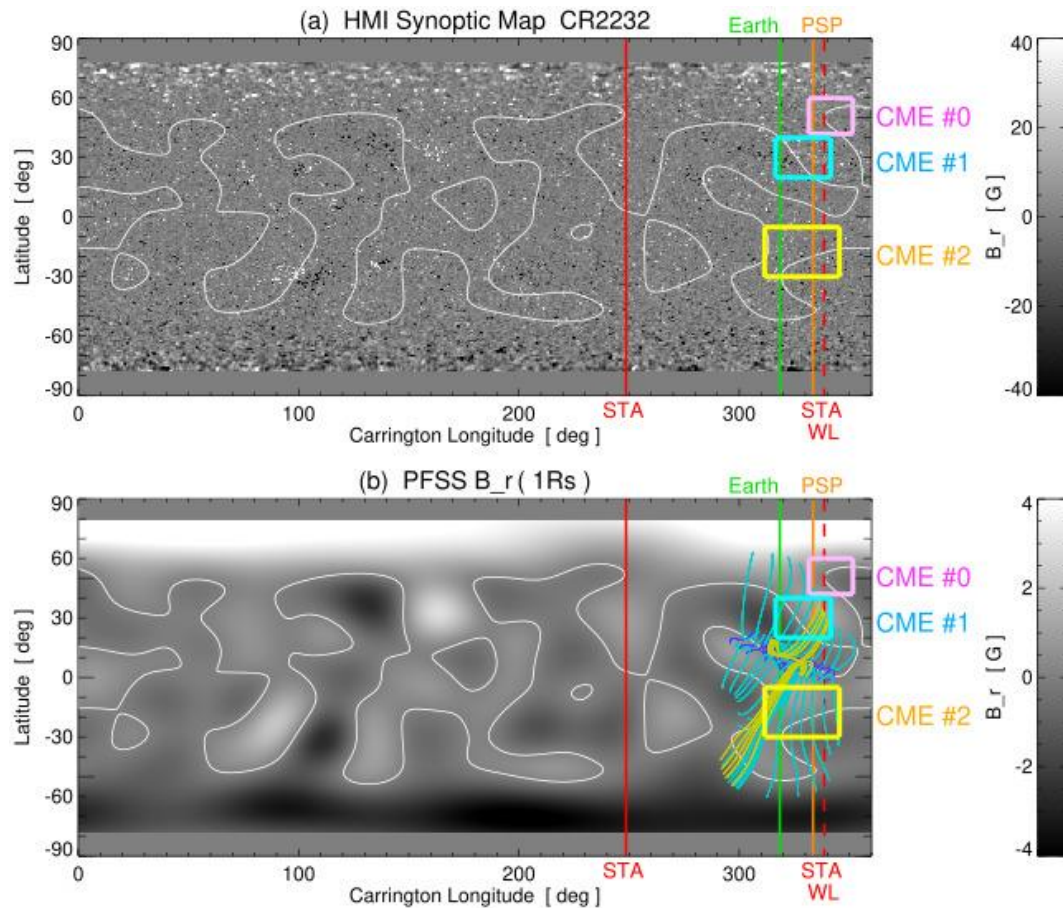 (a) HMI Synoptic Map CR2232
Earth PSP
90
60
30
0
-30
-60
-90
Latitude [ deg ]
CME #0
CME #1
CME #2
40
20
0
-20
-40
B_r [ G ]
0 100 200 300
STA STA
WL
Carrington Longitude [ deg ]
(b) PFSS B_r ( 1Rs )
Earth PSP
90
60
30
0
-30
-60
-90
Latitude [ deg ]
CME #0
CME #1
CME #2
4
2
0
-2
-4
B_r [ G ]
0 100 200 300
STA STA
WL
Carrington Longitude [ deg ]